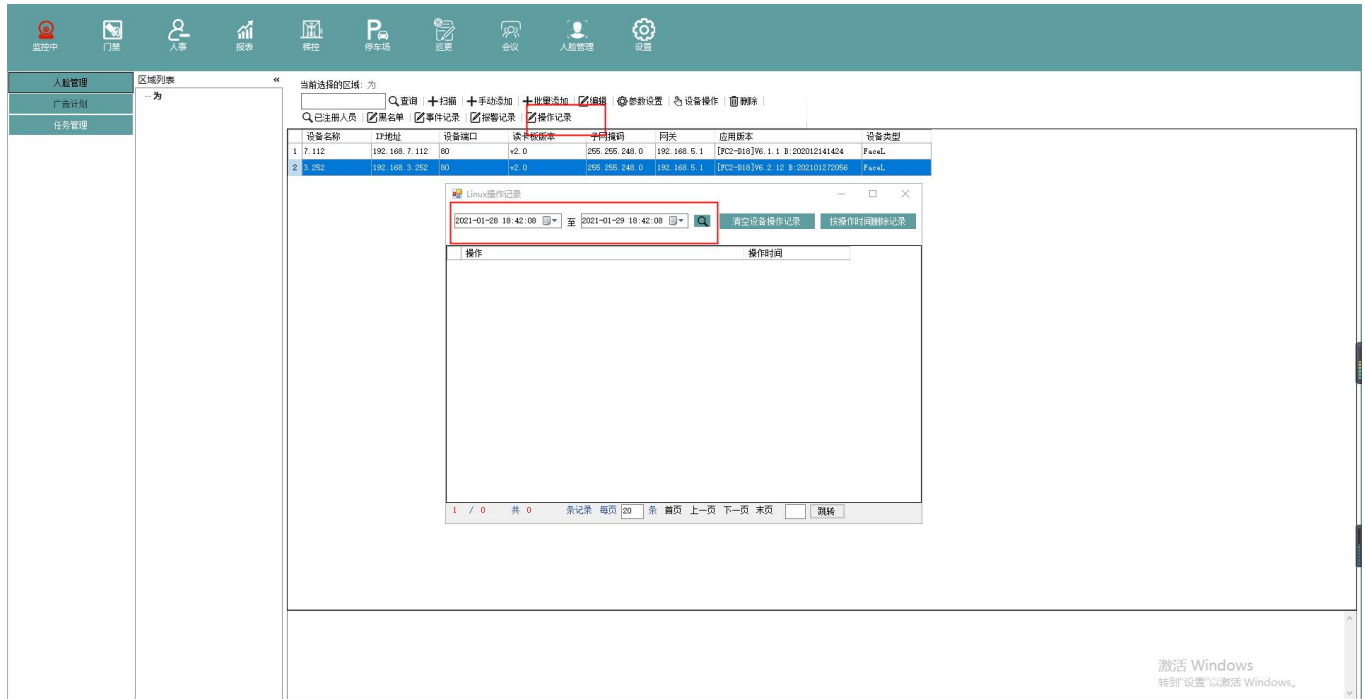 监控中 门禁 人事 报表 梯控 停车场 巡更 会议 人脸管理 设置
人脸管理
广告计划
任务管理
区域列表 «
为
当前选择的区域: 为
查询 扫描 手动添加 批量添加 编辑 参数设置 设备操作 删除
已注册人员 黑名单 事件记录 报警记录 操作记录
设备名称 IP地址 设备端口 读卡板版本 子网掩码 网关 应用版本 设备类型
1 7.112 192.168.7.112 80 v2.0 255.255.248.0 192.168.5.1 [FC2-D18]V6.1.1 B:202012141424 FaceL
2 3.252 192.168.3.252 80 v2.0 255.255.248.0 192.168.5.1 [FC2-D18]V6.2.12 B:202101272056 FaceL
Linux操作记录
2021-01-28 18:42:08 至 2021-01-29 18:42:08 清空设备操作记录 按操作时间删除记录
操作 操作时间
1 / 0 共 0 条记录 每页 20 条 首页 上一页 下一页 末页 跳转
激活 Windows
转到"设置"以激活 Windows。